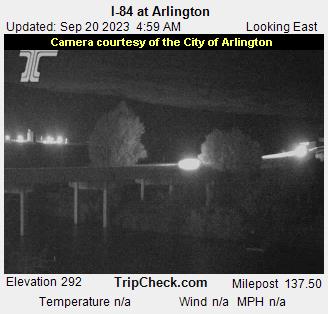 I-84 at Arlington
Updated: Sep 20 2023 4:59 AM Looking East
Camera courtesy of the City of Arlington
Elevation 292 TripCheck.com Milepost 137.50
Temperature n/a Wind n/a MPH n/a